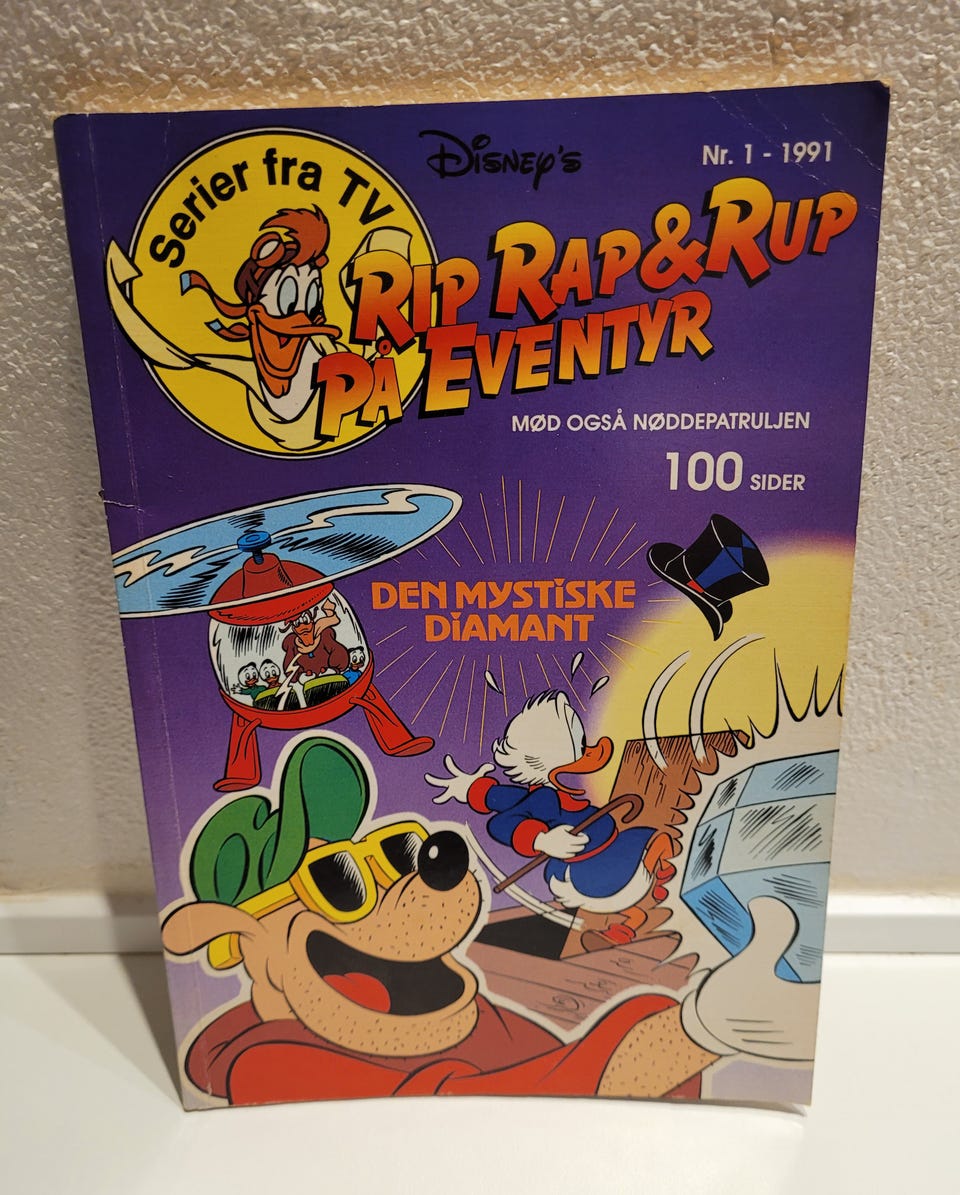 Serier fra TV
DISNEY'S
Nr. 1 - 1991
RIP RAP&RUP
PÅ EVENTYR
MØD OGSÅ NØDDEPATRULJEN
100 SIDER
DEN MYSTiSKE
DiAMANT